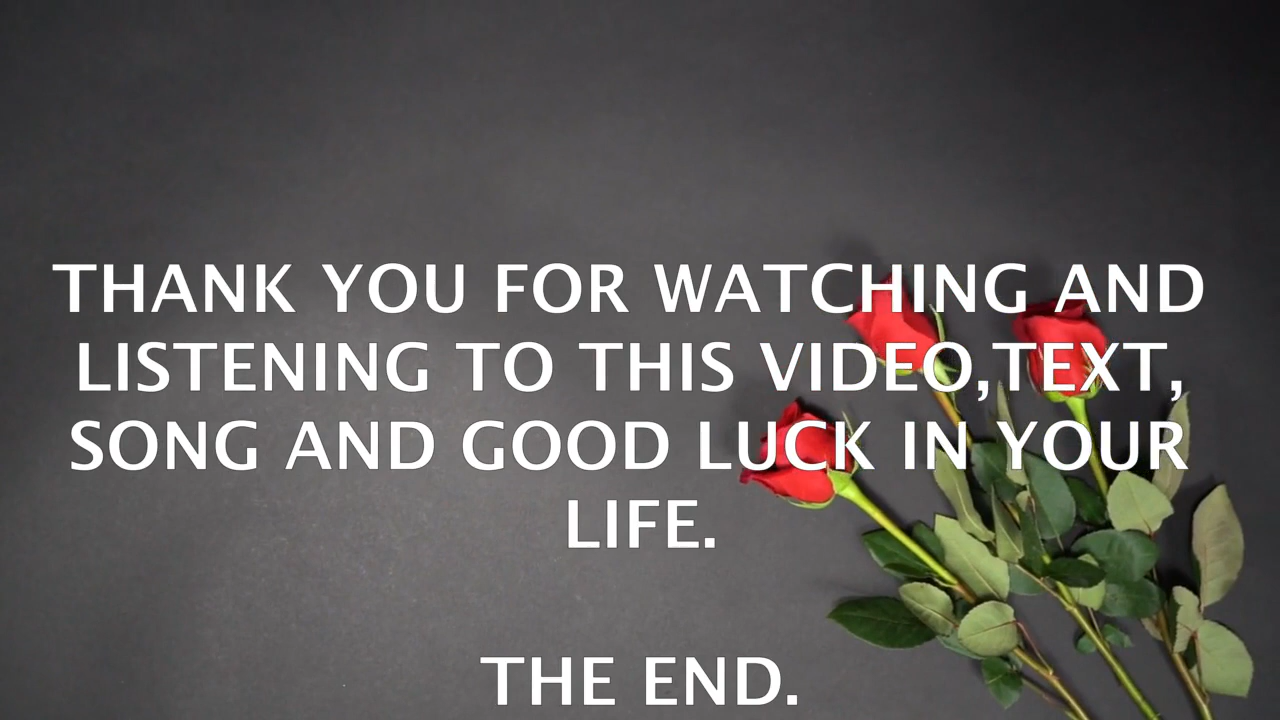 THANK YOU FOR WATCHING AND
LISTENING TO THIS VIDEO,TEXT,
SONG AND GOOD LUCK IN YOUR
LIFE.
THE END.